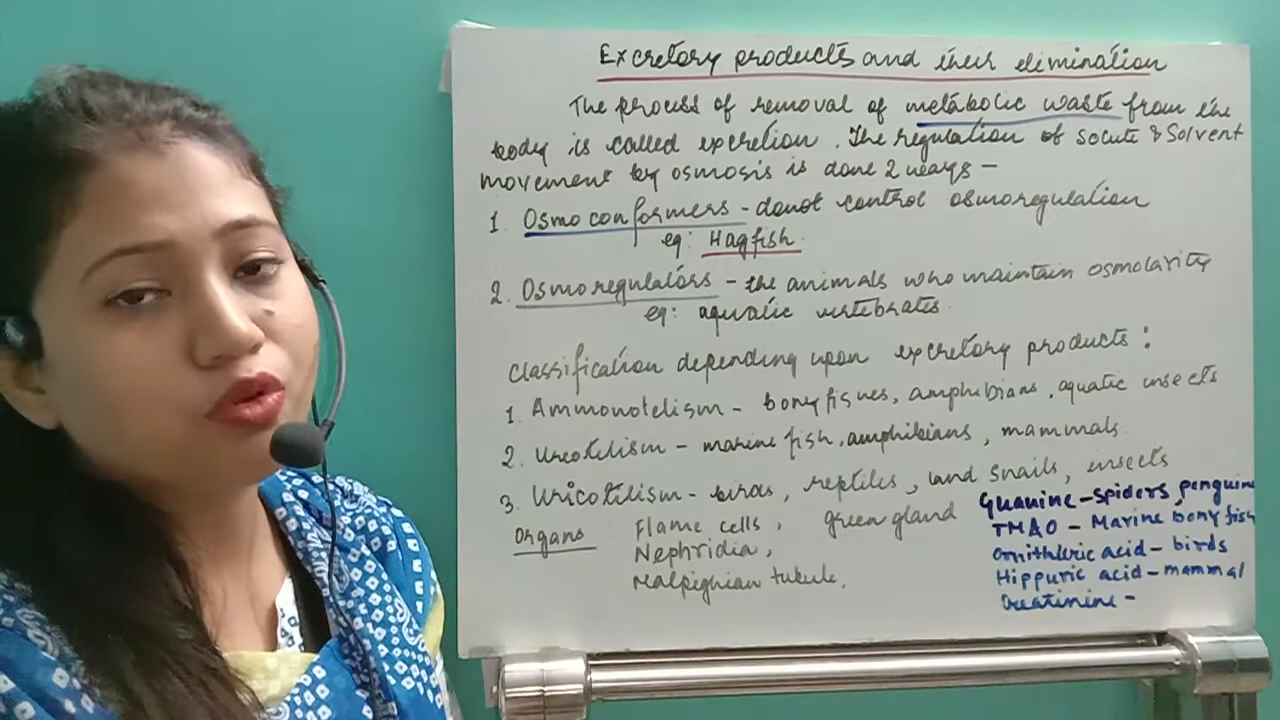 Excretory products and their elimination
The process of removal of metabolic waste from the
body is called excretion. The regulation of solute & Solvent
movement by osmosis is done 2 ways -
1. Osmoconformers - donot control osmoregulation
eg: Hagfish.
2. Osmoregulators - the animals who maintain osmolarity
eg: aquatic vertebrates.
Classification depending upon excretory products:
1. Ammonotelism - bony fishes, amphibians, aquatic insects
2. Ureotelism - marine fish, amphibians, mammals.
3. Uricotelism - birds, reptiles, land snails, insects
Organs Flame cells, green gland
Nephridia,
Malpighian tubule.
Guanine - spiders, penguine
TMAO - Marine bony fish
Ornitheric acid - birds
Hippuric acid - mammal
Creatinine -